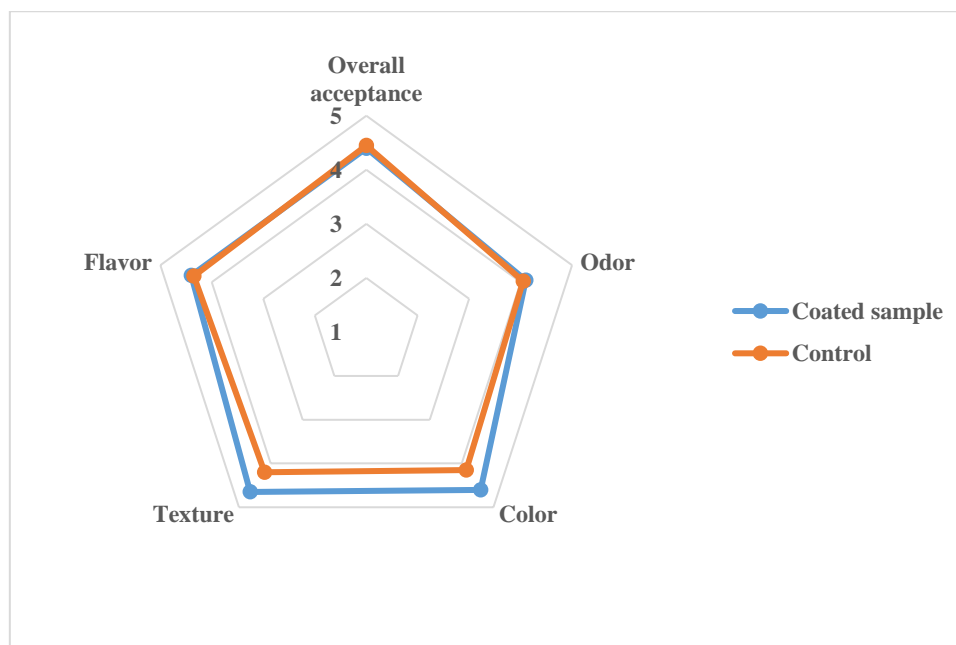 Overall
acceptance
5
4
3
2
1
Flavor
Odor
Texture
Color
Coated sample
Control